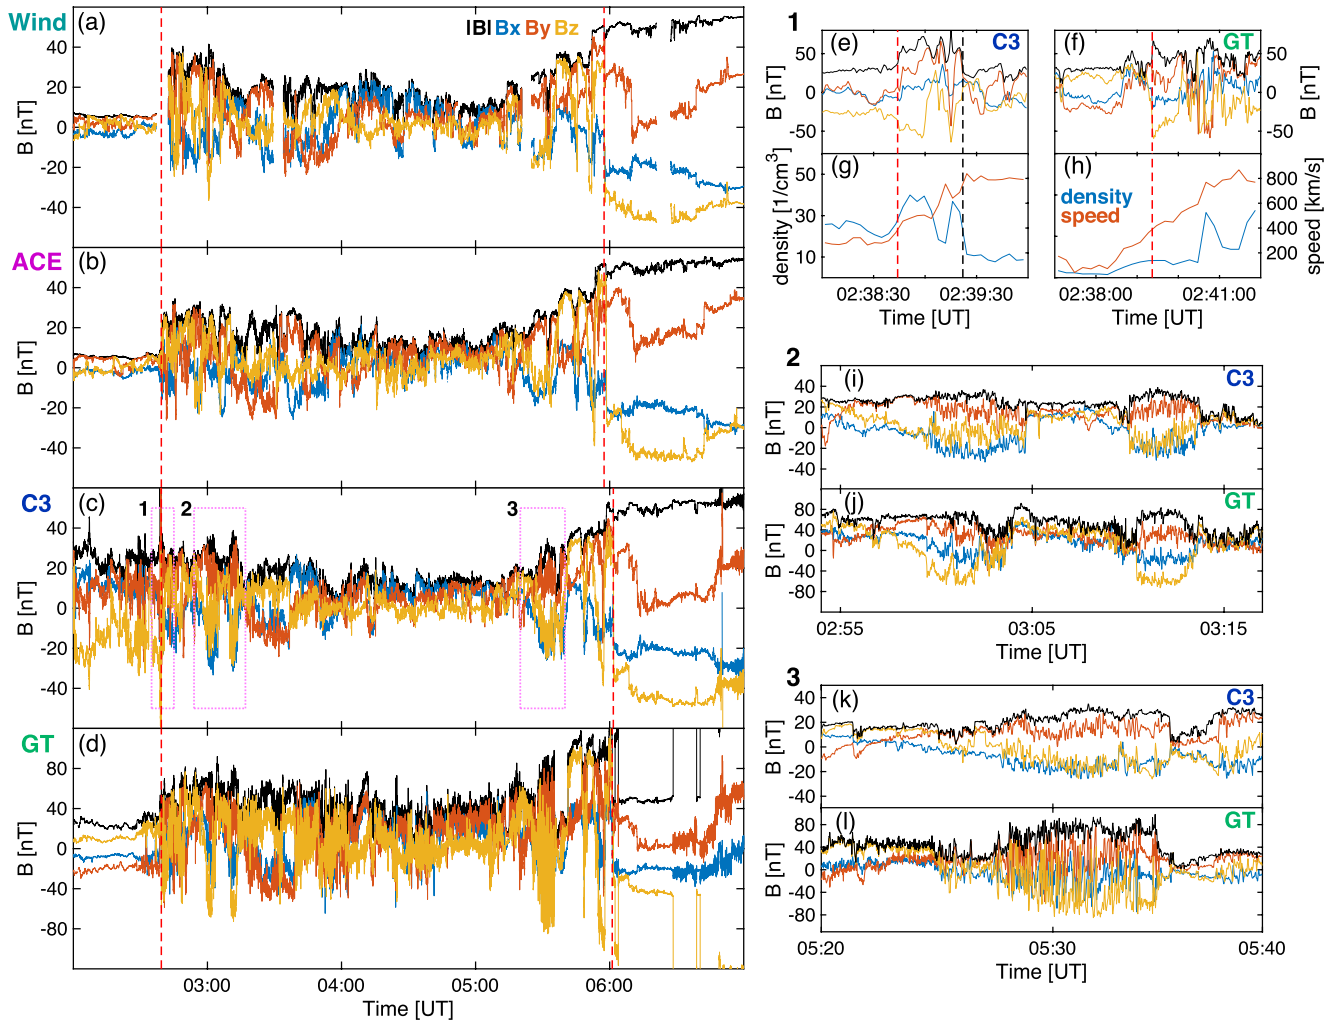 Wind
(a)
|B| Bx By Bz
B [nT]
40
20
0
-20
-40
ACE
(b)
B [nT]
40
20
0
-20
-40
C3
(c)
1
2
3
B [nT]
40
20
0
-20
-40
GT
(d)
B [nT]
80
40
0
-40
-80
03:00
04:00
05:00
06:00
Time [UT]
1
(e)
C3
B [nT]
50
0
-50
(f)
GT
50
0
-50
B [nT]
(g)
density [1/cm³]
50
30
10
02:38:30
02:39:30
Time [UT]
(h)
density
speed
800
600
400
200
speed [km/s]
02:38:00
02:41:00
Time [UT]
2
(i)
C3
B [nT]
40
20
0
-20
-40
(j)
GT
B [nT]
80
40
0
-40
-80
02:55
03:05
03:15
Time [UT]
3
(k)
C3
B [nT]
40
20
0
-20
-40
(l)
GT
B [nT]
80
40
0
-40
-80
05:20
05:30
05:40
Time [UT]